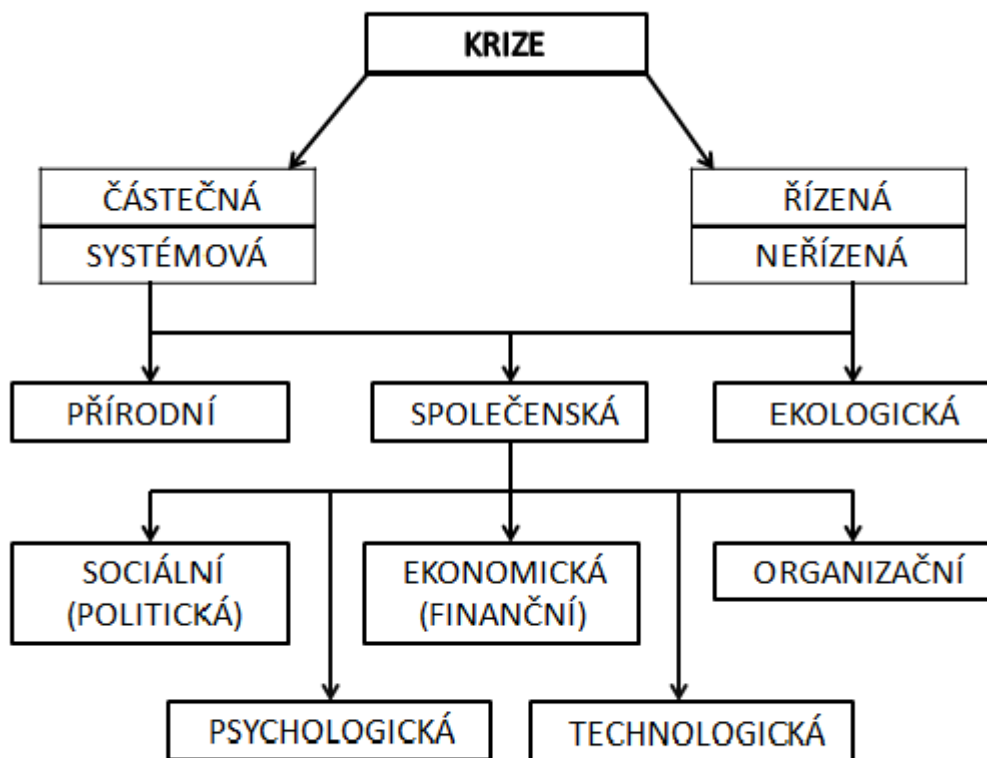 KRIZE
ČÁSTEČNÁ
SYSTÉMOVÁ
ŘÍZENÁ
NEŘÍZENÁ
PŘÍRODNÍ
SPOLEČENSKÁ
EKOLOGICKÁ
SOCIÁLNÍ
(POLITICKÁ)
EKONOMICKÁ
(FINANČNÍ)
ORGANIZAČNÍ
PSYCHOLOGICKÁ
TECHNOLOGICKÁ